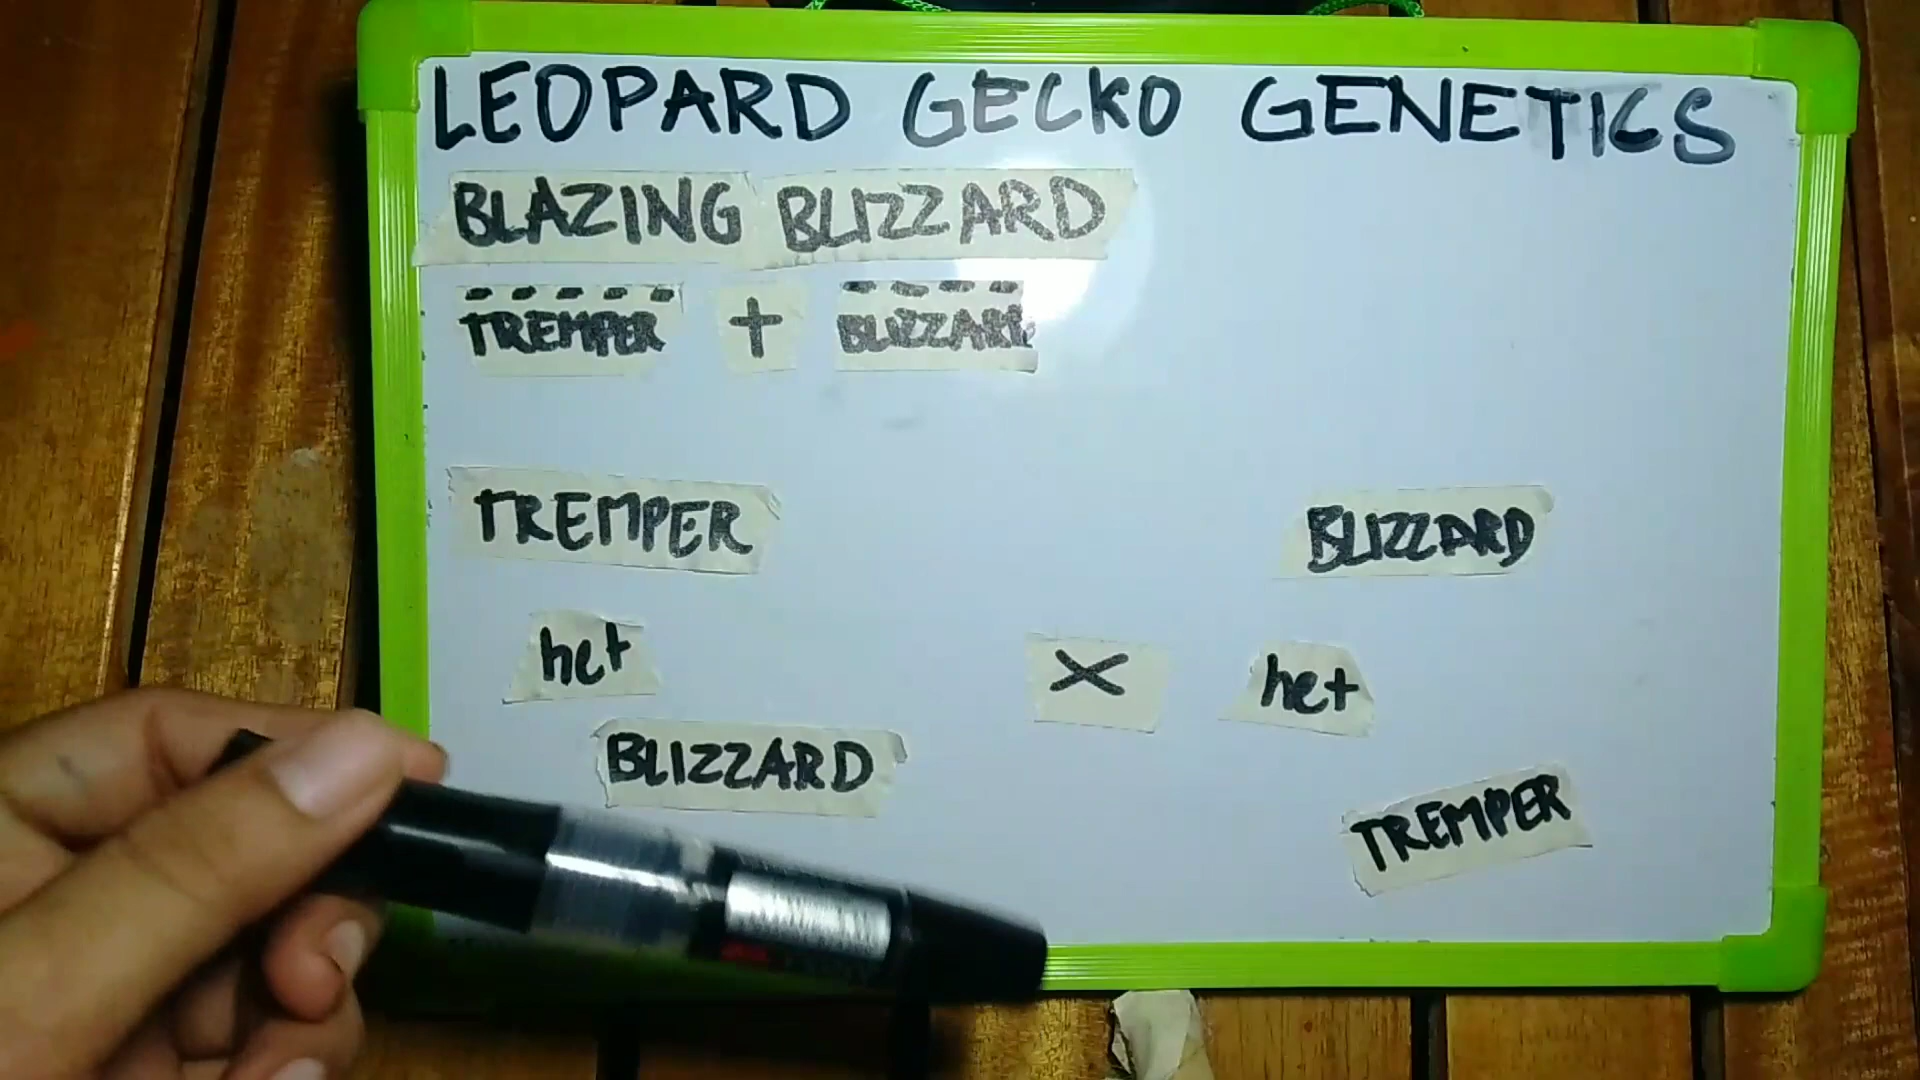 LEOPARD GECKO GENETICS
BLAZING BLIZZARD
TREMPER + BLIZZARD
TREMPER BLIZZARD
het X het
BLIZZARD
TREMPER